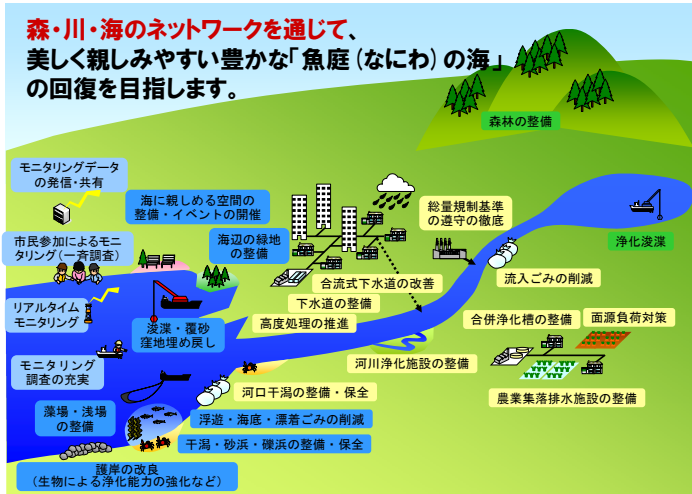 森・川・海のネットワークを通じて、
美しく親しみやすい豊かな「魚庭(なにわ)の海」
の回復を目指します。
森林の整備
モニタリングデータ
の発信・共有
海に親しめる空間の
整備・イベントの開催
総量規制基準
の遵守の徹底
浄化浚渫
市民参加によるモニ
タリング(一斉調査)
海辺の緑地
の整備
合流式下水道の改善
流入ごみの削減
下水道の整備
リアルタイム
モニタリング
浚渫・覆砂
窪地埋め戻し
高度処理の推進
合併浄化槽の整備
面源負荷対策
モニタリング
調査の充実
河川浄化施設の整備
河口干潟の整備・保全
農業集落排水施設の整備
藻場・浅場
の整備
浮遊・海底・漂着ごみの削減
干潟・砂浜・礫浜の整備・保全
護岸の改良
(生物による浄化能力の強化など)